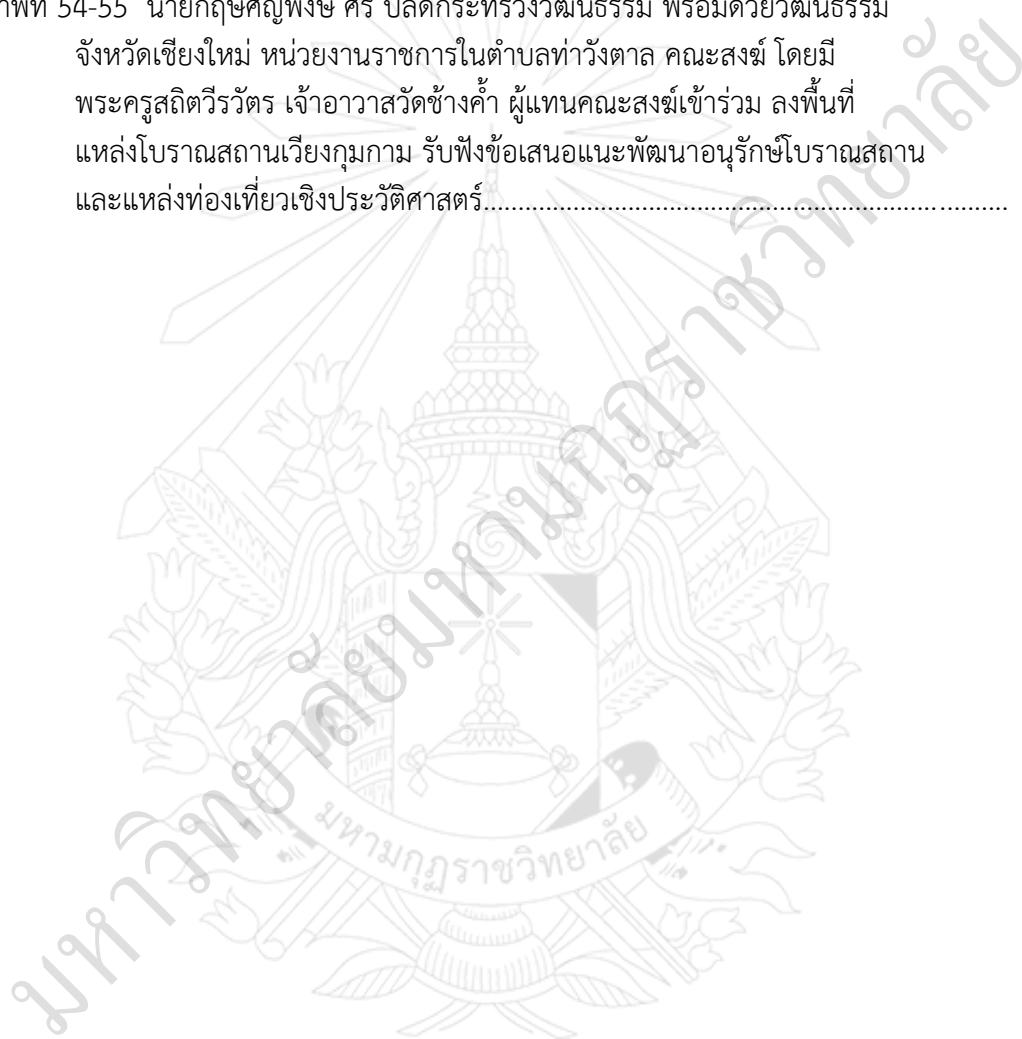 54-55 นายกฤษศญพงษ์ ศิริ ปลัดกระทรวงวัฒนธรรม พร้อมด้วยวัฒนธรรม
จังหวัดเชียงใหม่ หน่วยงานราชการในตำบลท่าวังตาล คณะสงฆ์ โดยมี
พระครูสถิตวีรวัตร เจ้าอาวาสวัดช้างค้ำ ผู้แทนคณะสงฆ์เข้าร่วม ลงพื้นที่
แหล่งโบราณสถานเวียงกุมกาม รับฟังข้อเสนอแนะพัฒนาอนุรักษ์โบราณสถาน
และแหล่งท่องเที่ยวเชิงประวัติศาสตร์............................................................................
มหามกุฏราชวิทยาลัย
มหาวิทยาลัยมหามกุฏราชวิทยาลัย